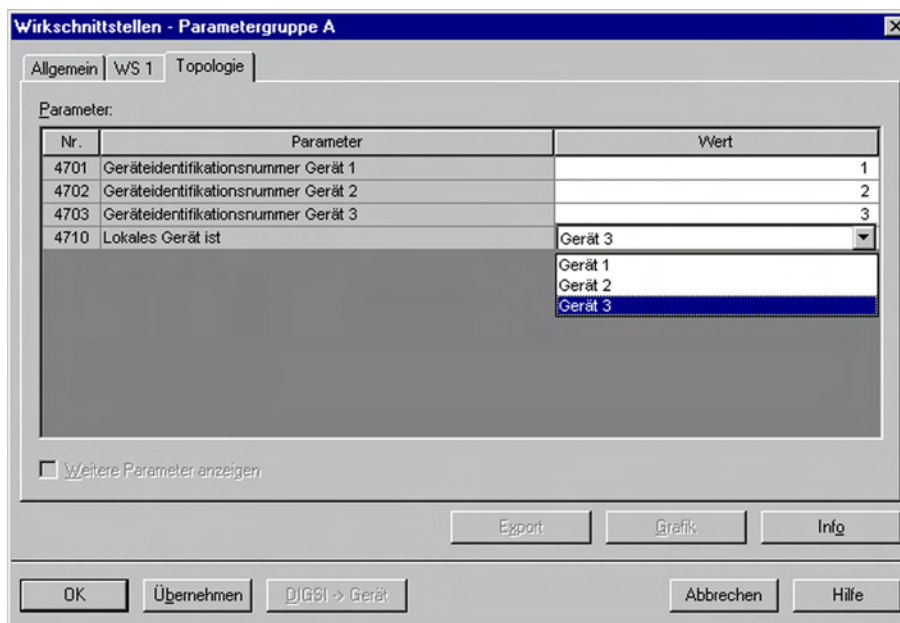 Wirkschnittstellen - Parametergruppe A
Allgemein WS 1 Topologie
Parameter:
Nr. Parameter Wert
4701 Geräteidentifikationsnummer Gerät 1 1
4702 Geräteidentifikationsnummer Gerät 2 2
4703 Geräteidentifikationsnummer Gerät 3 3
4710 Lokales Gerät ist Gerät 3
Gerät 1
Gerät 2
Gerät 3
Weitere Parameter anzeigen
Export Grafik Info
OK Übernehmen DIGSI -> Gerät Abbrechen Hilfe